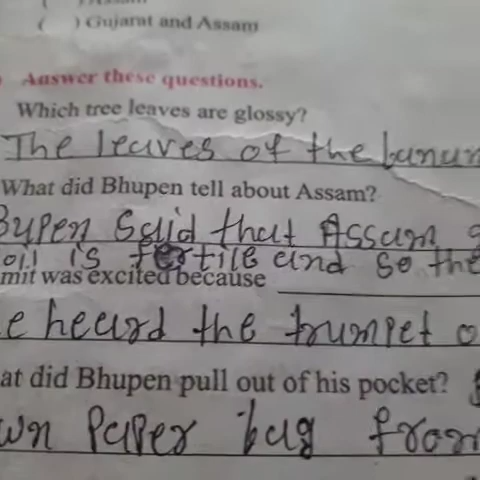 ( ) Gujarat and Assam
Answer these questions.
Which tree leaves are glossy?
The leaves of the
What did Bhupen tell about Assam?
Bupen Said that Assam
is fertile and so the
mit was excited because
e heard the trumpet o
at did Bhupen pull out of his pocket?
wn Paper bag from